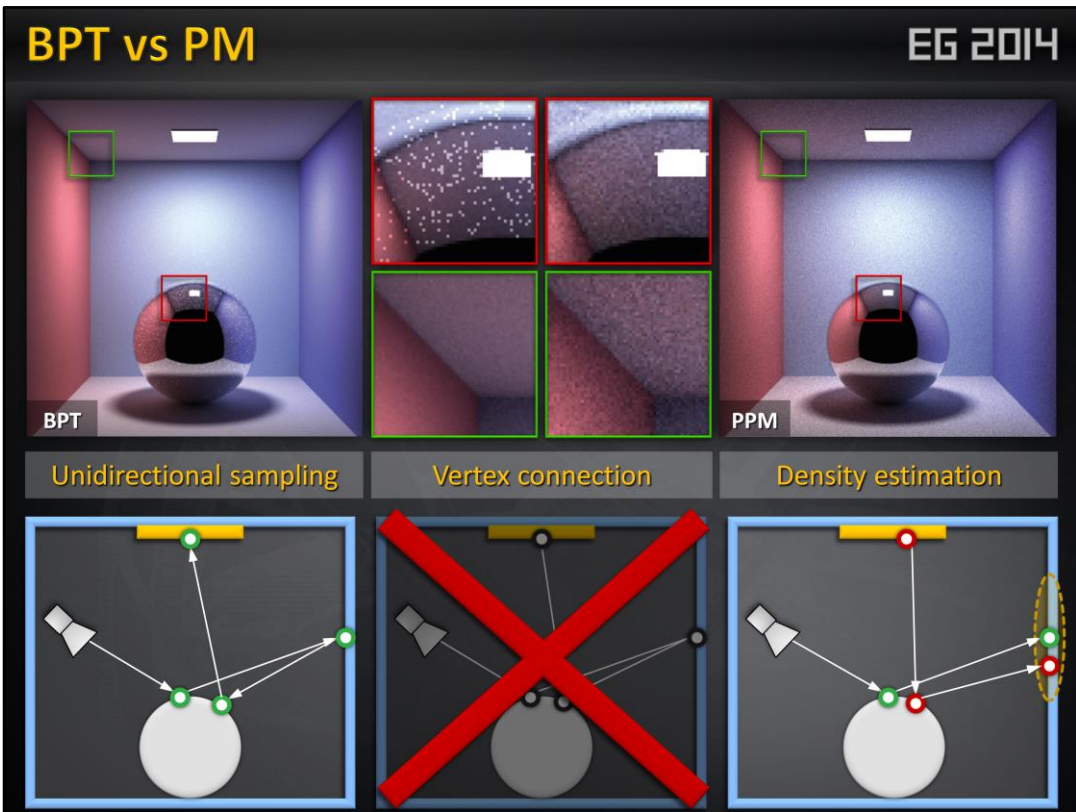 BPT vs PM
EG 2014
BPT
PPM
Unidirectional sampling
Vertex connection
Density estimation